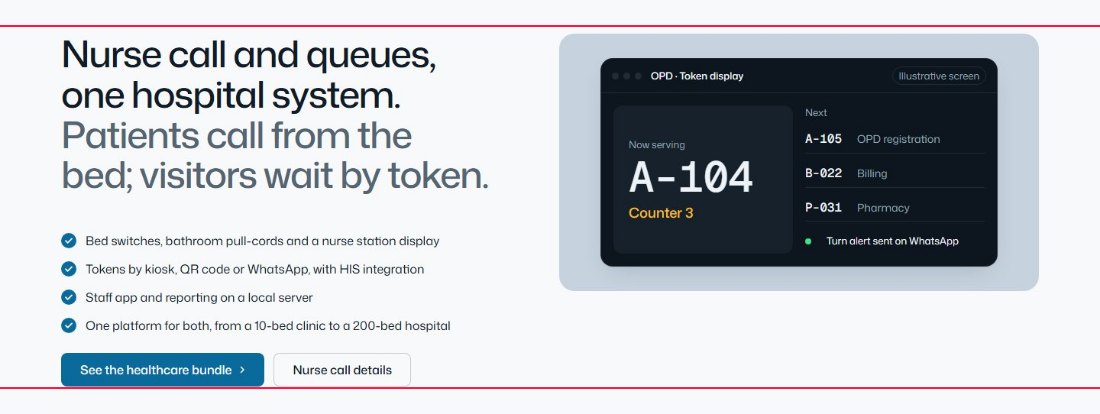 Nurse call and queues,
one hospital system.
Patients call from the
bed; visitors wait by token.
Bed switches, bathroom pull-cords and a nurse station display
Tokens by kiosk, QR code or WhatsApp, with HIS integration
Staff app and reporting on a local server
One platform for both, from a 10-bed clinic to a 200-bed hospital
See the healthcare bundle
Nurse call details
OPD · Token display
Illustrative screen
Now serving
A-104
Counter 3
Next
A-105 OPD registration
B-022 Billing
P-031 Pharmacy
Turn alert sent on WhatsApp